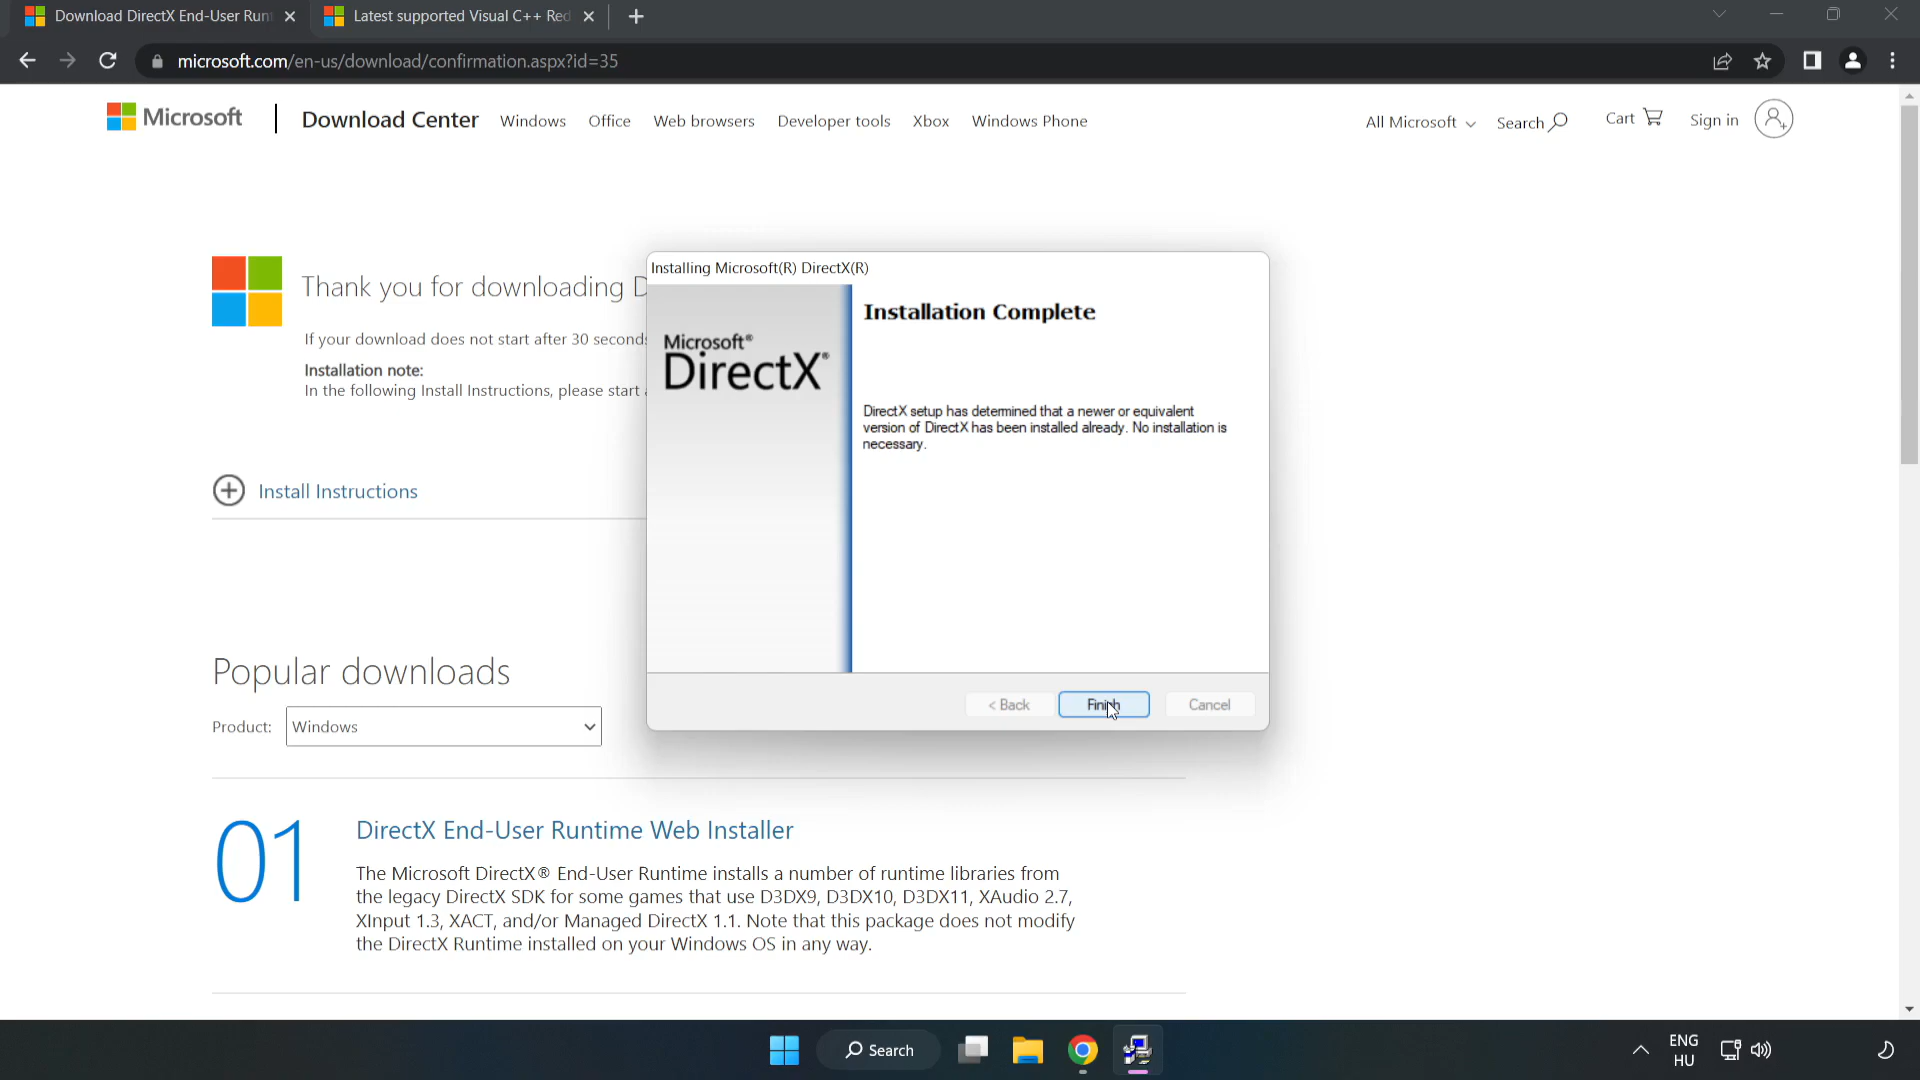 Download DirectX End-User Run
Latest supported Visual C++ Red
microsoft.com/en-us/download/confirmation.aspx?id=35
Microsoft
Download Center
Windows
Office
Web browsers
Developer tools
Xbox
Windows Phone
All Microsoft
Search
Cart
Sign in
Thank you for downloading D
If your download does not start after 30 seconds
Installation note:
In the following Install Instructions, please start a
Install Instructions
Installing Microsoft(R) DirectX(R)
Microsoft®
DirectX®
Installation Complete
DirectX setup has determined that a newer or equivalent
version of DirectX has been installed already. No installation is
necessary.
< Back
Finish
Cancel
Popular downloads
Product:
Windows
01
DirectX End-User Runtime Web Installer
The Microsoft DirectX® End-User Runtime installs a number of runtime libraries from
the legacy DirectX SDK for some games that use D3DX9, D3DX10, D3DX11, XAudio 2.7,
XInput 1.3, XACT, and/or Managed DirectX 1.1. Note that this package does not modify
the DirectX Runtime installed on your Windows OS in any way.
Search
ENG
HU